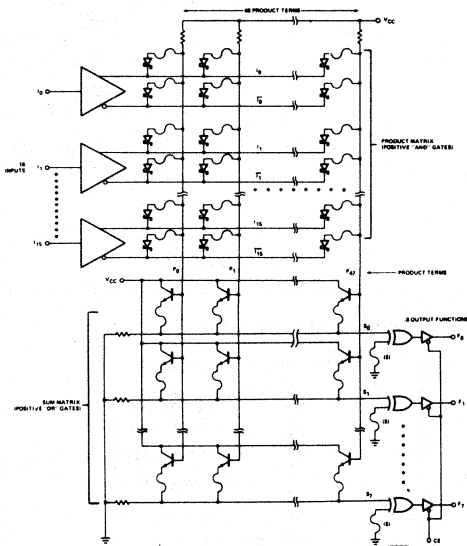 48 PRODUCT TERMS
VCC
I0
I0
I0
16
INPUTS
I1
I1
I1
PRODUCT MATRIX
(POSITIVE "AND" GATES)
I15
I15
I15
P0
P1
P47
PRODUCT TERMS
VCC
8 OUTPUT FUNCTIONS
S0
F0
(S)
SUM MATRIX
(POSITIVE "OR" GATES)
S1
F1
(S)
S7
F7
(S)
CE